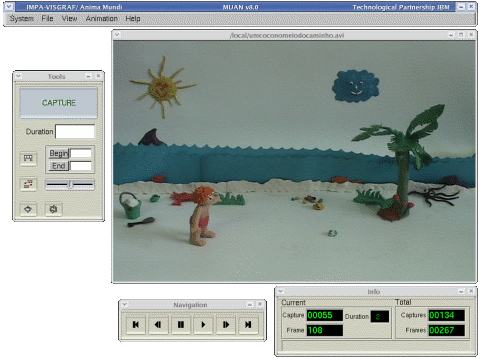 IMPA-VISGRAF/ Anima Mundi MUAN v8.0 Technological Partnership IBM
System File View Animation Help
/local/umcoconomeiodocaminho.avi
Tools
CAPTURE
Duration
Begin
End
Navigation
Info
Current Total
Capture 00055 Duration 2 Captures 00134
Frame 108 Frames 00267